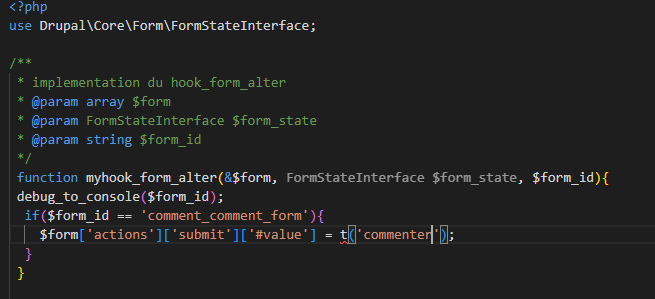 <?php
use Drupal\Core\Form\FormStateInterface;
/**
* implementation du hook_form_alter
* @param array $form
* @param FormStateInterface $form_state
* @param string $form_id
*/
function myhook_form_alter(&$form, FormStateInterface $form_state, $form_id){
debug_to_console($form_id);
if($form_id == 'comment_comment_form'){
$form['actions']['submit']['#value'] = t('commenter');
}
}